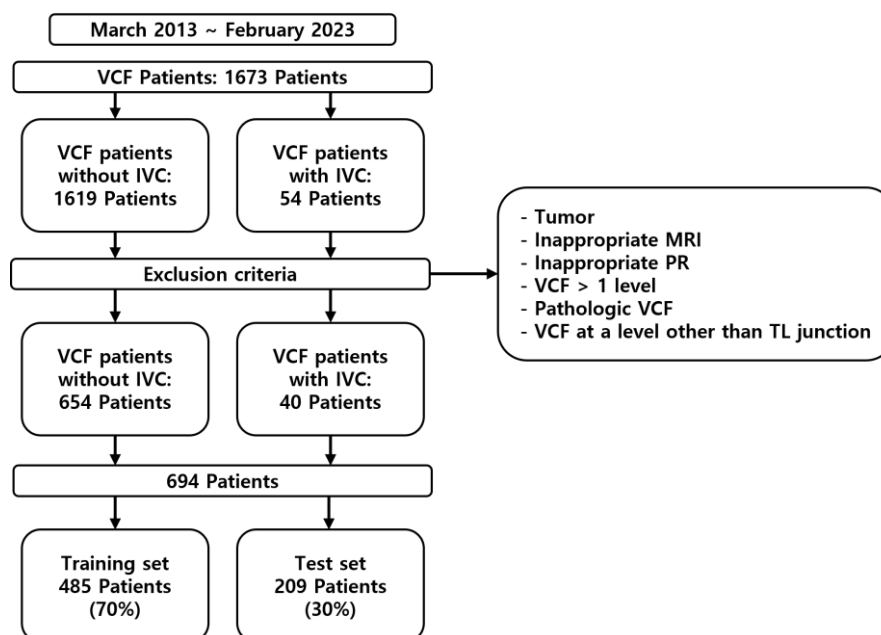 March 2013 ~ February 2023
VCF Patients: 1673 Patients
VCF patients
without IVC:
1619 Patients
VCF patients
with IVC:
54 Patients
Exclusion criteria
- Tumor
- Inappropriate MRI
- Inappropriate PR
- VCF > 1 level
- Pathologic VCF
- VCF at a level other than TL junction
VCF patients
without IVC:
654 Patients
VCF patients
with IVC:
40 Patients
694 Patients
Training set
485 Patients
(70%)
Test set
209 Patients
(30%)